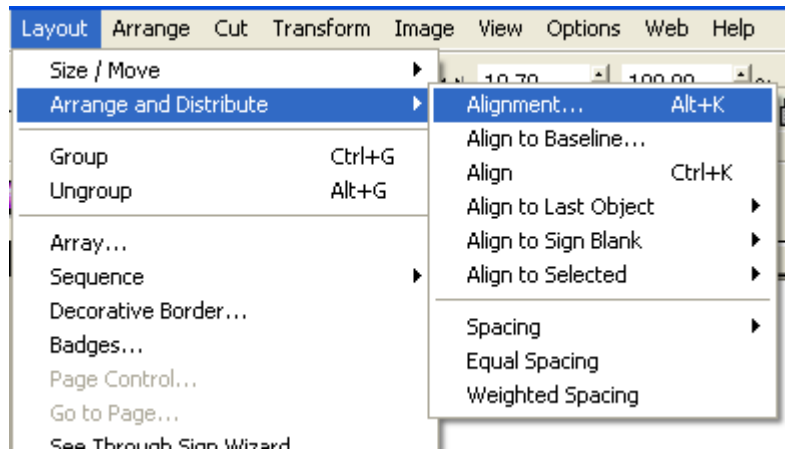 Layout Arrange Cut Transform Image View Options Web Help
Size / Move
Arrange and Distribute
Group Ctrl+G
Ungroup Alt+G
Array...
Sequence
Decorative Border...
Badges...
Page Control...
Go to Page...
See Through Sign Wizard
Alignment... Alt+K
Align to Baseline...
Align Ctrl+K
Align to Last Object
Align to Sign Blank
Align to Selected
Spacing
Equal Spacing
Weighted Spacing